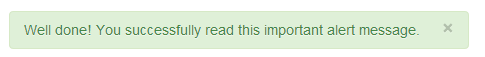 Well done! You successfully read this important alert message. ×